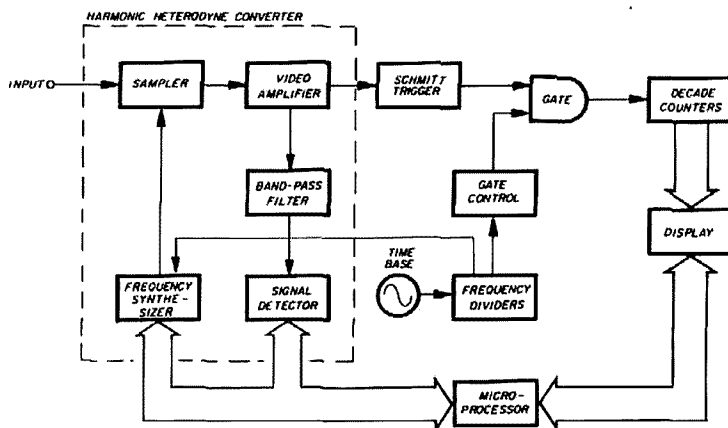 HARMONIC HETERODYNE CONVERTER
INPUT
SAMPLER
VIDEO
AMPLIFIER
SCHMITT
TRIGGER
GATE
DECADE
COUNTERS
BAND-PASS
FILTER
GATE
CONTROL
DISPLAY
TIME
BASE
FREQUENCY
SYNTHE-
SIZER
SIGNAL
DETECTOR
FREQUENCY
DIVIDERS
MICRO-
PROCESSOR